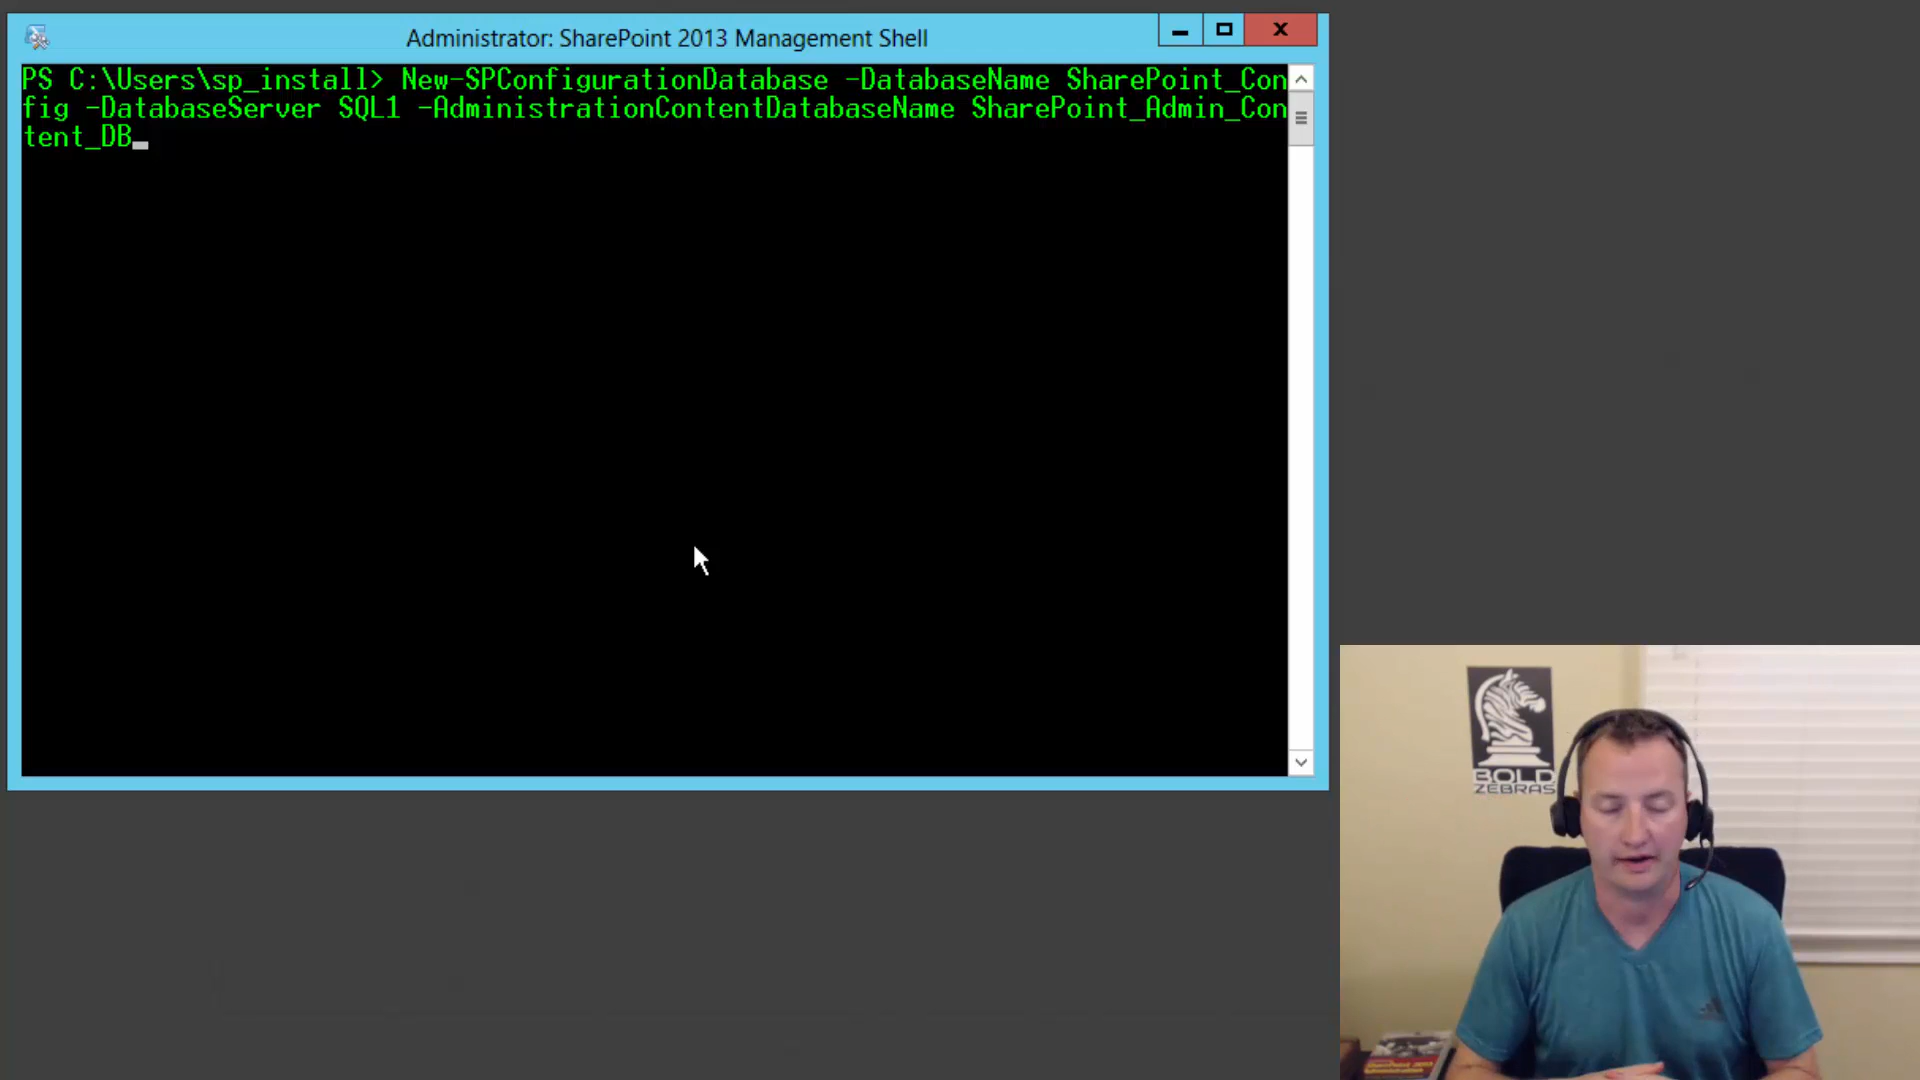 Administrator: SharePoint 2013 Management Shell
PS C:\Users\sp_install> New-SPConfigurationDatabase -DatabaseName SharePoint_Con
fig -DatabaseServer SQL1 -AdministrationContentDatabaseName SharePoint_Admin_Con
tent_DB
BOLD
ZEBRAS